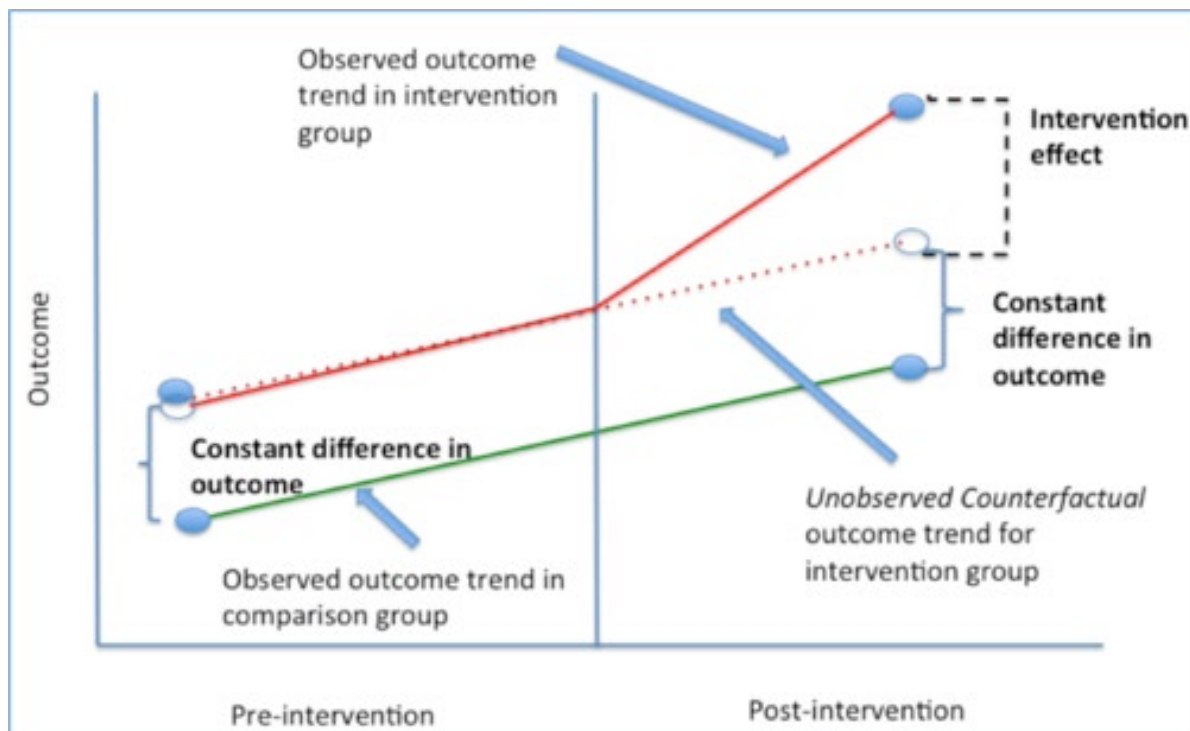 Observed outcome
trend in intervention
group
Intervention
effect
Outcome
Constant
difference in
outcome
Constant difference in
outcome
Unobserved Counterfactual
outcome trend for
intervention group
Observed outcome trend in
comparison group
Pre-intervention
Post-intervention